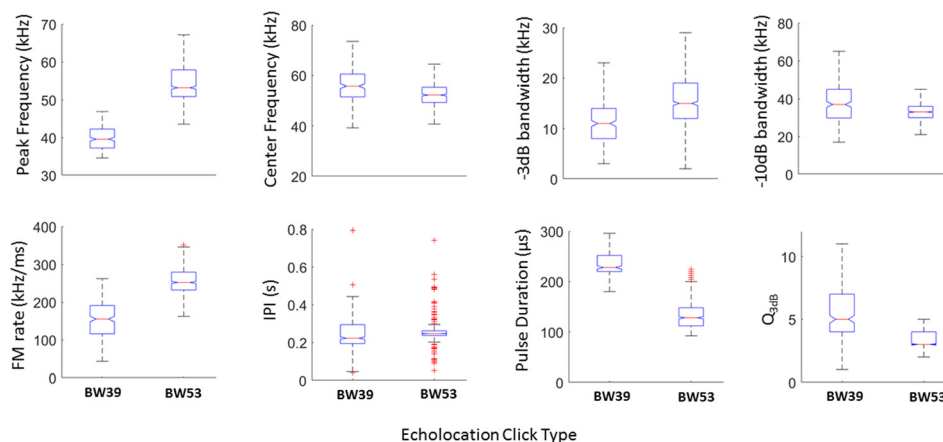 Peak Frequency (kHz)
70
60
50
40
30
Center Frequency (kHz)
80
60
40
20
-3dB bandwidth (kHz)
30
20
10
0
-10dB bandwidth (kHz)
80
60
40
20
0
FM rate (kHz/ms)
400
300
200
100
0
BW39
BW53
IPI (s)
0.8
0.6
0.4
0.2
0
BW39
BW53
Pulse Duration (μs)
300
200
100
0
BW39
BW53
Q3dB
10
5
0
BW39
BW53
Echolocation Click Type